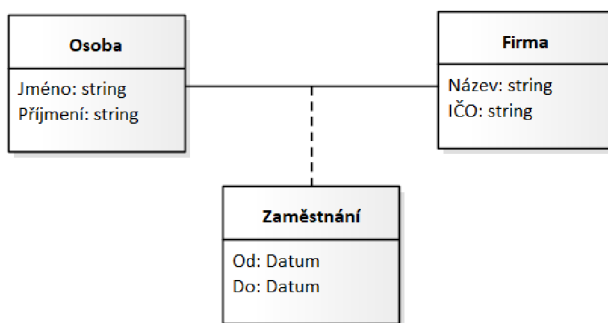 Osoba
Jméno: string
Příjmení: string
Firma
Název: string
IČO: string
Zaměstnání
Od: Datum
Do: Datum